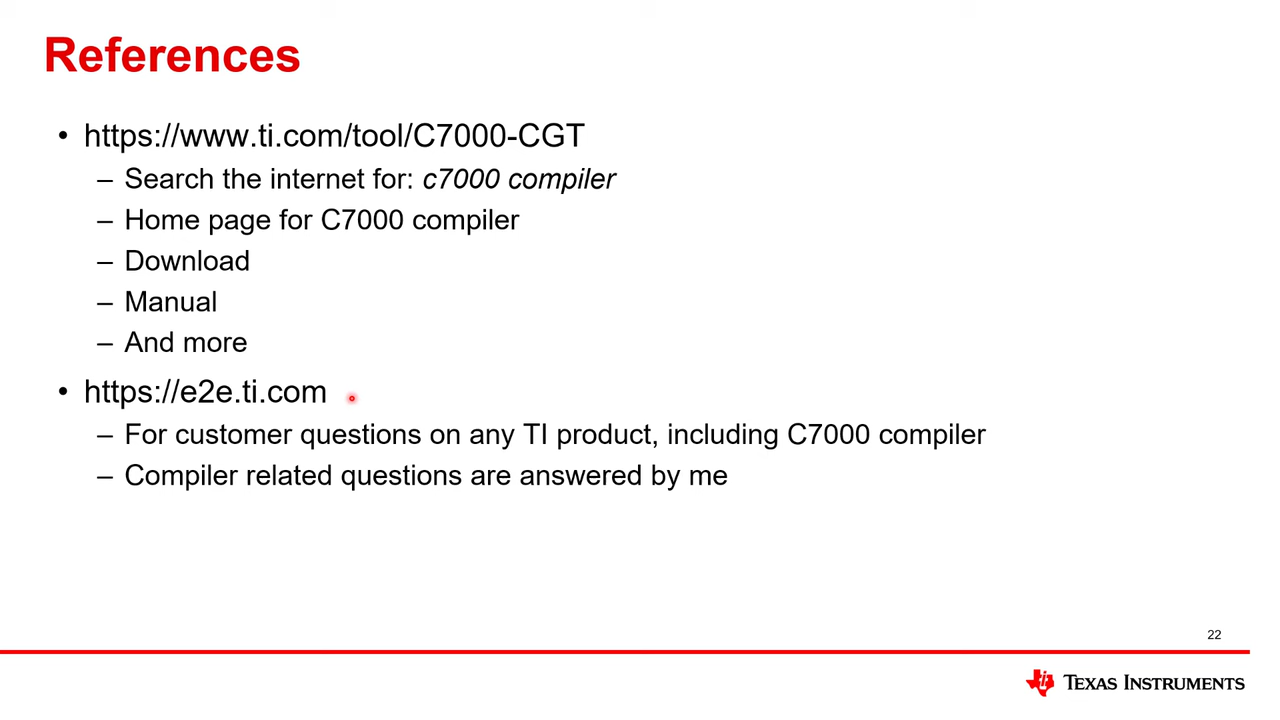 References
• https://www.ti.com/tool/C7000-CGT
– Search the internet for: c7000 compiler
– Home page for C7000 compiler
– Download
– Manual
– And more
• https://e2e.ti.com
– For customer questions on any TI product, including C7000 compiler
– Compiler related questions are answered by me
22
TEXAS INSTRUMENTS